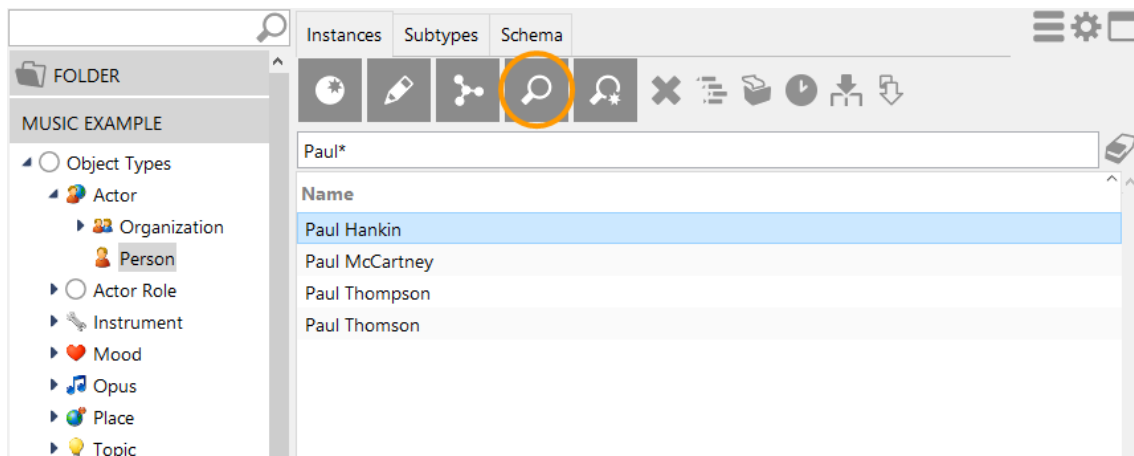 FOLDER
MUSIC EXAMPLE
Object Types
Actor
Organization
Person
Actor Role
Instrument
Mood
Opus
Place
Topic
Instances Subtypes Schema
Paul*
Name
Paul Hankin
Paul McCartney
Paul Thompson
Paul Thomson